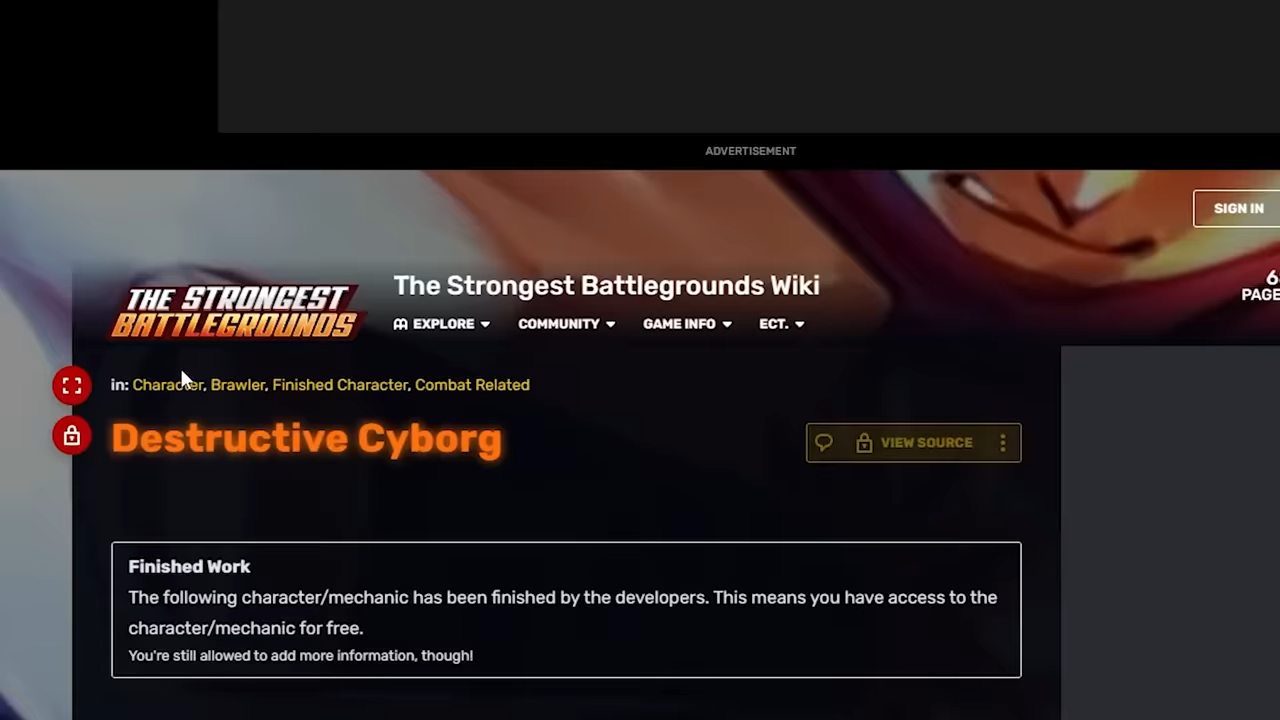 ADVERTISEMENT
SIGN IN
THE STRONGEST
BATTLEGROUNDS
The Strongest Battlegrounds Wiki
EXPLORE
COMMUNITY
GAME INFO
ECT.
in: Character, Brawler, Finished Character, Combat Related
Destructive Cyborg
VIEW SOURCE
Finished Work
The following character/mechanic has been finished by the developers. This means you have access to the
character/mechanic for free.
You're still allowed to add more information, though!